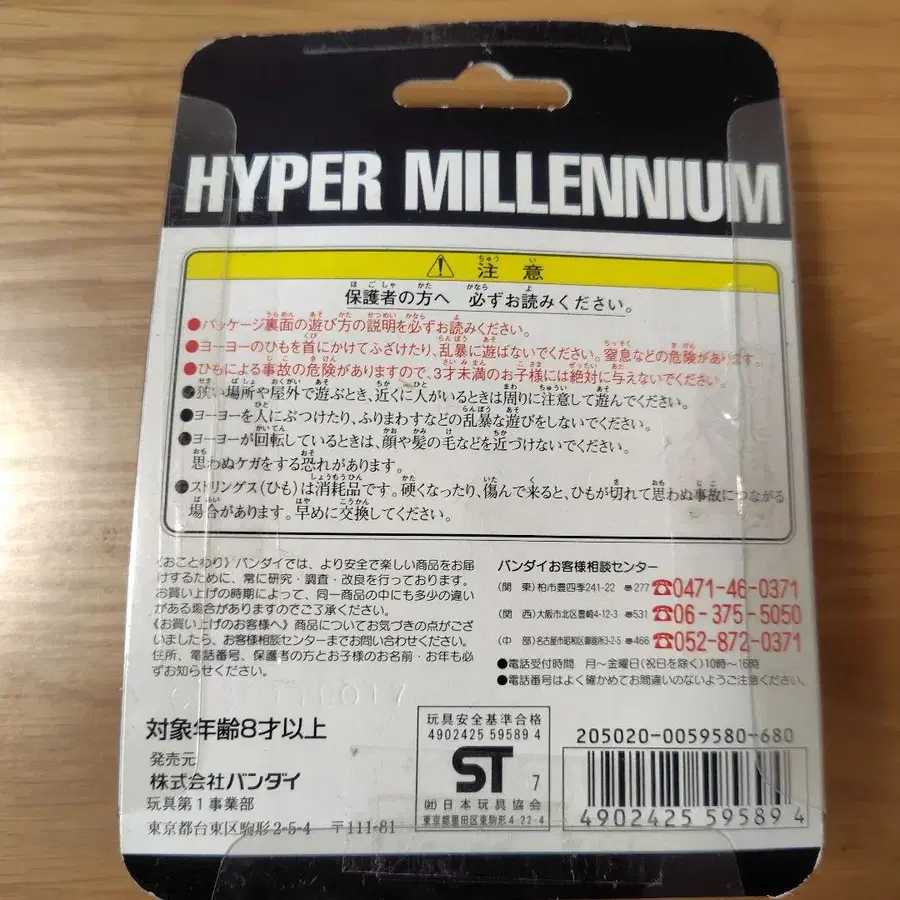 HYPER MILLENNIUM
⚠ 注意
保護者の方へ 必ずお読みください。
●パッケージ裏面の遊び方の説明を必ずお読みください。
●ヨーヨーのひもを首にかけてふざけたり、乱暴に遊ばないでください。窒息などの危険があります。
●ひもによる事故の危険がありますので、3才未満のお子様には絶対に与えないでください。
●狭い場所や屋外で遊ぶとき、近くに人がいるときは周りに注意して遊んでください。
●ヨーヨーを人にぶつけたり、ふりまわすなどの乱暴な遊びをしないでください。
●ヨーヨーが回転しているときは、顔や髪の毛などを近づけないでください。
思わぬケガをする恐れがあります。
●ストリングス(ひも)は消耗品です。硬くなったり、傷んで来ると、ひもが切れて思わぬ事故につながる
場合があります。早めに交換してください。
《おことわり》バンダイでは、より安全で楽しい商品をお届
けするために、常に研究・調査・改良を行っております。
お買い上げの時期によって、同一商品の中にも多少の違い
がある場合がありますのでご了承ください。
《お買い上げのお客様へ》商品についてお気づきの点がござ
いましたら、お客様相談センターまでお問い合わせください。
住所、電話番号、保護者の方とお子様のお名前・お年も必
ずお知らせください。
バンダイお客様相談センター
(関 東)柏市豊四季241-22 〠277 ☎0471-46-0371
(関 西)大阪市北区豊崎4-12-3 〠531 ☎06-375-5050
(中 部)名古屋市昭和区御器所3-2-5 〠466 ☎052-872-0371
●電話受付時間 月〜金曜日(祝日を除く)10時〜16時
●電話番号はよく確かめてお間違いのないようご注意ください。
対象年齢8才以上
発売元
株式会社バンダイ
玩具第1事業部
東京都台東区駒形2-5-4 〒111-81
玩具安全基準合格
4902425 59589 4
ST 7
㈳日本玩具協会
東京都墨田区東駒形4-22-4
205020-0059580-680
4 902425 595894